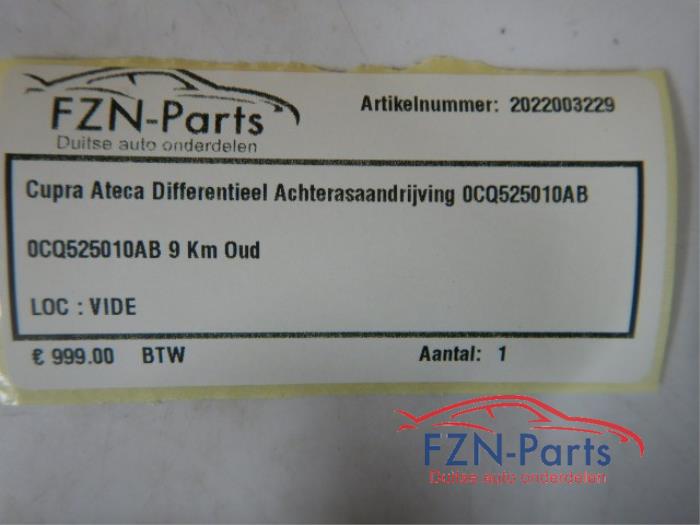 FZN-Parts
Duitse auto onderdelen
Artikelnummer: 2022003229
Cupra Ateca Differentieel Achterasaandrijving 0CQ525010AB
0CQ525010AB 9 Km Oud
LOC : VIDE
€ 999.00 BTW Aantal: 1
FZN-Parts
Duitse auto onderdelen